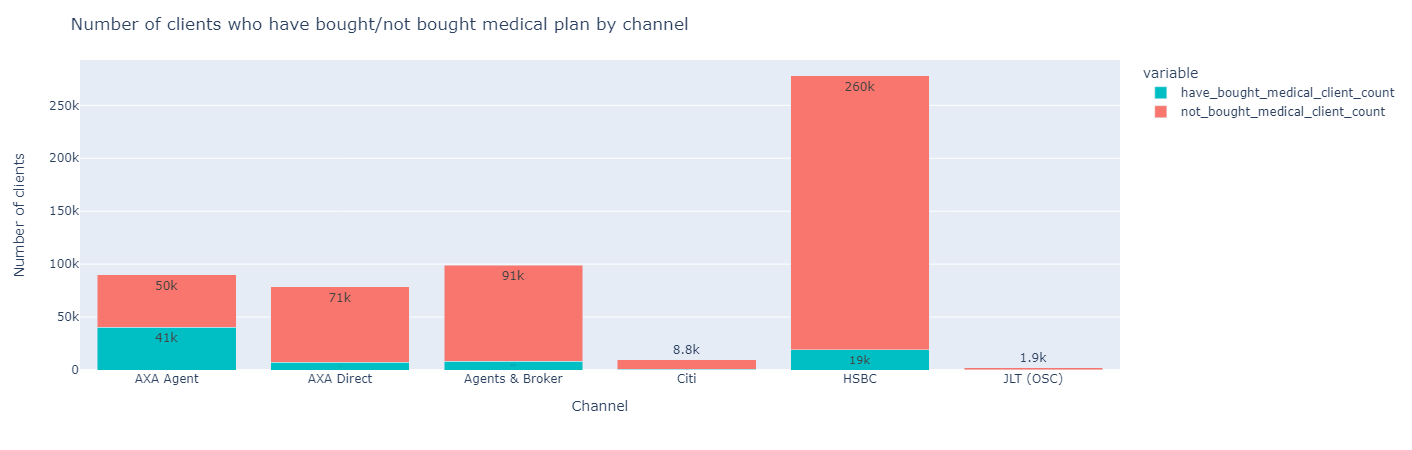 Number of clients who have bought/not bought medical plan by channel
variable
have_bought_medical_client_count
not_bought_medical_client_count
Number of clients
250k
200k
150k
100k
50k
0
260k
91k
50k
71k
41k
8.8k
19k
1.9k
AXA Agent
AXA Direct
Agents & Broker
Citi
HSBC
JLT (OSC)
Channel